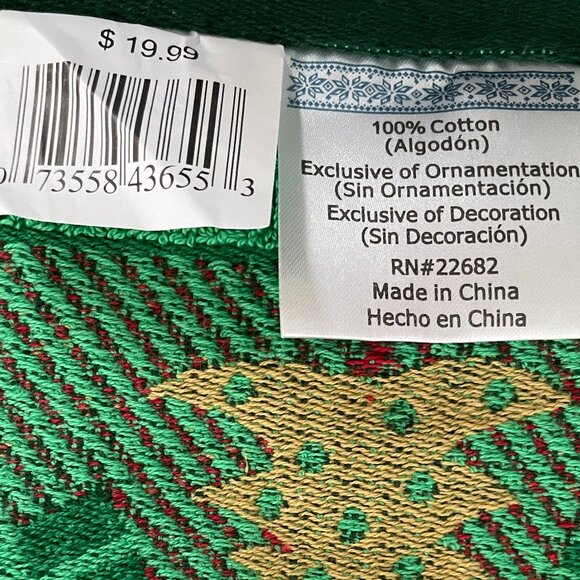 $ 19.99
0 73558 43655 3
100% Cotton
(Algodón)
Exclusive of Ornamentation
(Sin Ornamentación)
Exclusive of Decoration
(Sin Decoración)
RN#22682
Made in China
Hecho en China